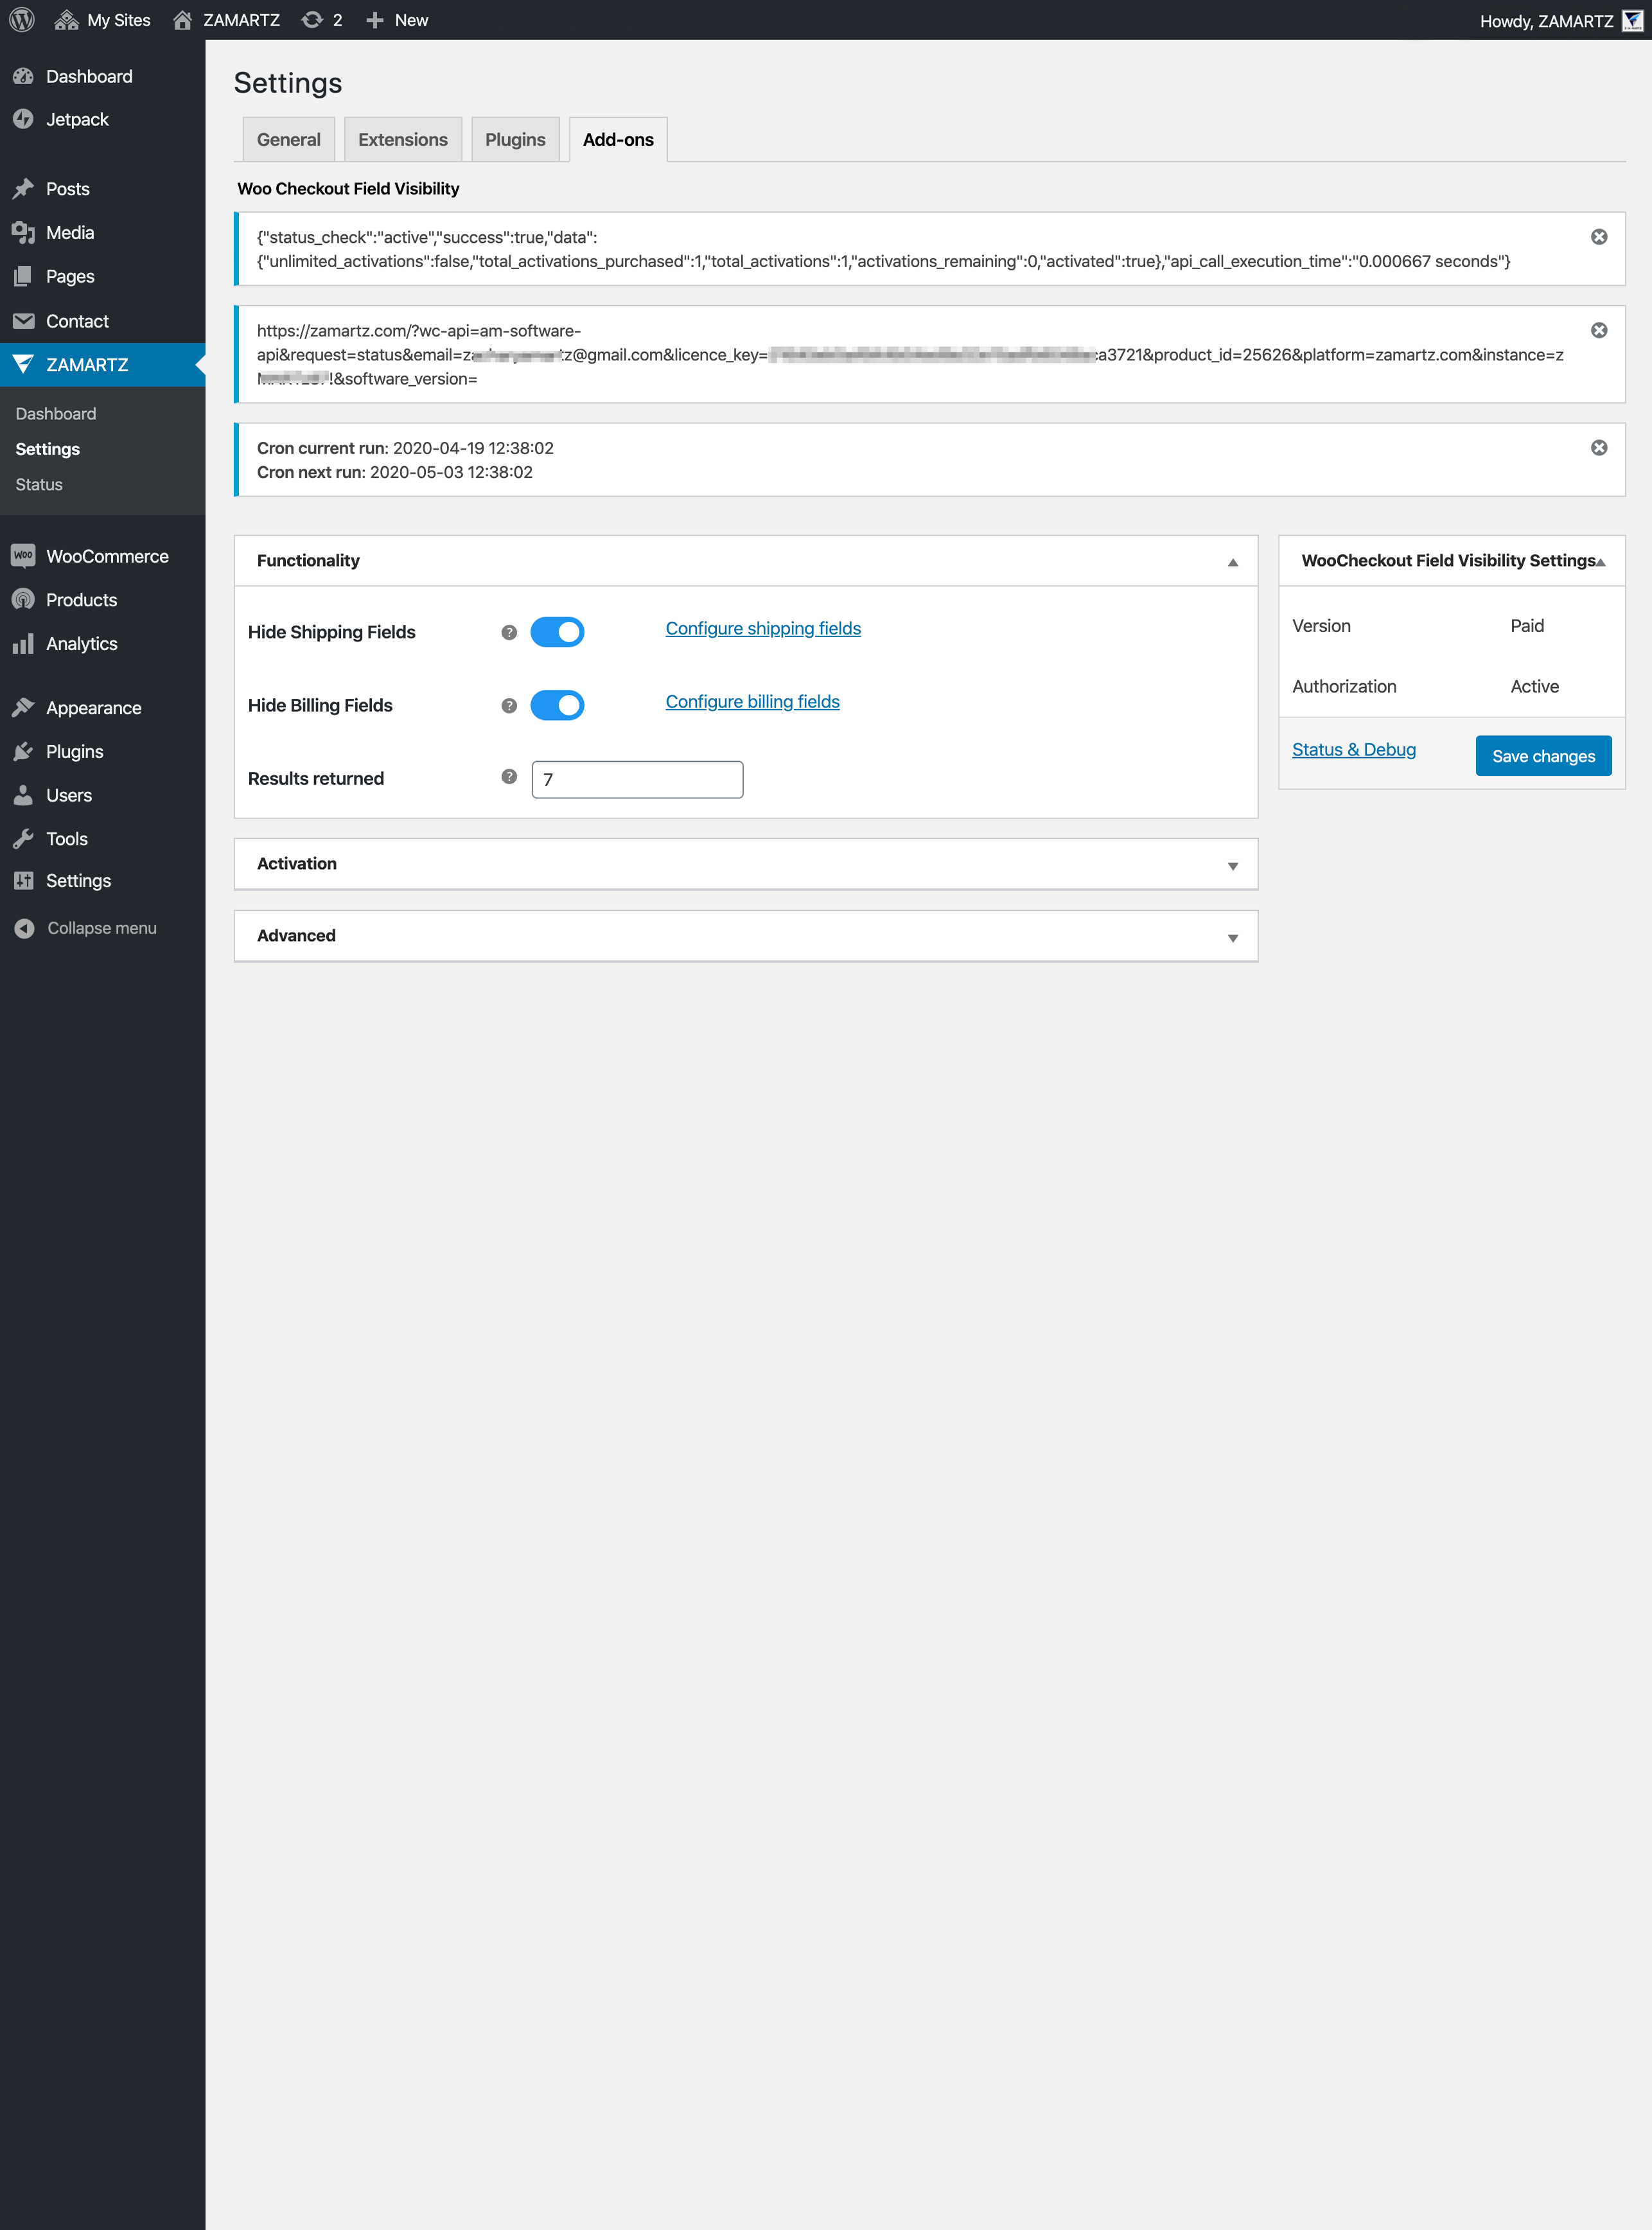 My Sites ZAMARTZ 2 New Howdy, ZAMARTZ
Dashboard
Jetpack
Posts
Media
Pages
Contact
ZAMARTZ
Dashboard
Settings
Status
WooCommerce
Products
Analytics
Appearance
Plugins
Users
Tools
Settings
Collapse menu
Settings
General Extensions Plugins Add-ons
Woo Checkout Field Visibility
{"status_check":"active","success":true,"data":
{"unlimited_activations":false,"total_activations_purchased":1,"total_activations":1,"activations_remaining":0,"activated":true},"api_call_execution_time":"0.000667 seconds"}
https://zamartz.com/?wc-api=am-software-
api&request=status&email=z tz@gmail.com&licence_key= a3721&product_id=25626&platform=zamartz.com&instance=z
!&software_version=
Cron current run: 2020-04-19 12:38:02
Cron next run: 2020-05-03 12:38:02
Functionality
Hide Shipping Fields ? Configure shipping fields
Hide Billing Fields ? Configure billing fields
Results returned ? 7
Activation
Advanced
WooCheckout Field Visibility Settings
Version Paid
Authorization Active
Status & Debug Save changes